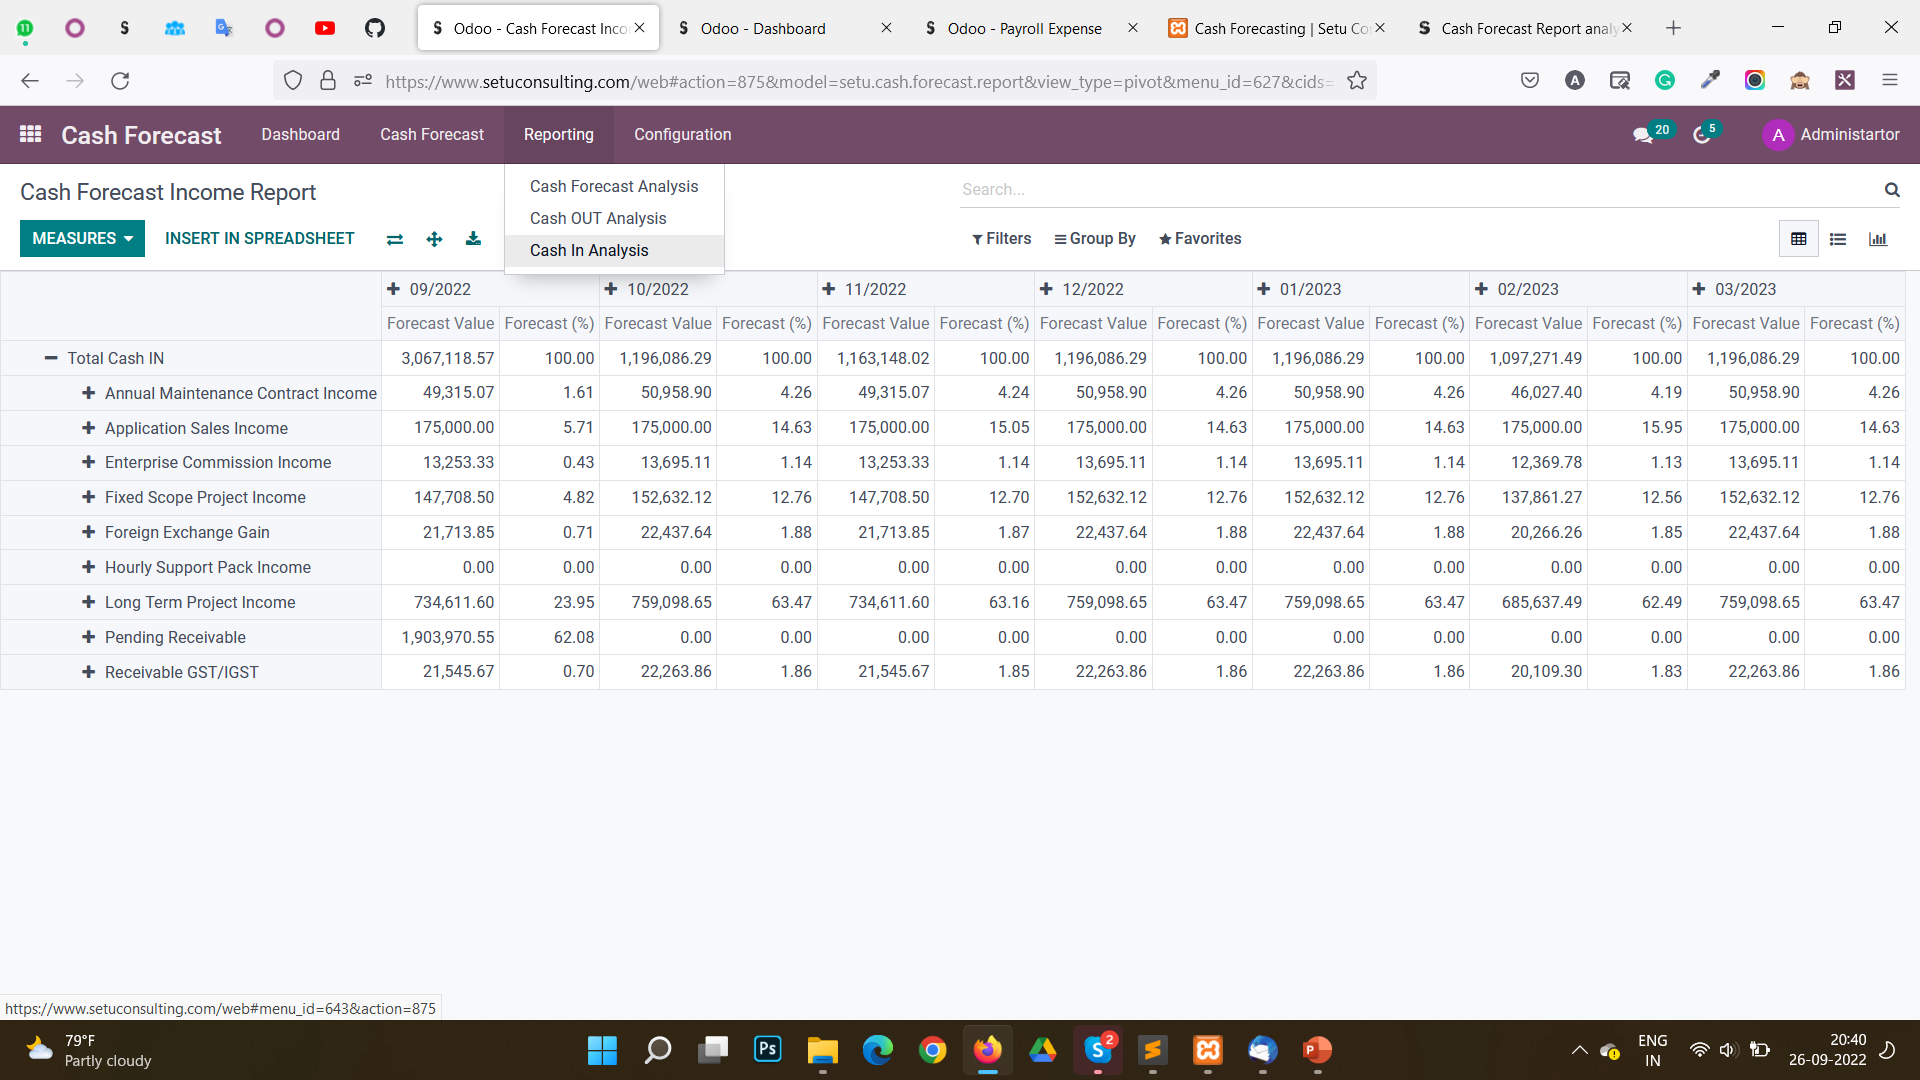 11
Odoo - Cash Forecast Inco
Odoo - Dashboard
Odoo - Payroll Expense
Cash Forecasting | Setu Co
Cash Forecast Report analy
https://www.setuconsulting.com/web#action=875&model=setu.cash.forecast.report&view_type=pivot&menu_id=627&cids=
Cash Forecast Dashboard Cash Forecast Reporting Configuration 20 5 A Administartor
Cash Forecast Income Report
Cash Forecast Analysis
Cash OUT Analysis
Cash In Analysis
Search...
MEASURES INSERT IN SPREADSHEET
Filters Group By Favorites
09/2022 10/2022 11/2022 12/2022 01/2023 02/2023 03/2023
Forecast Value Forecast (%) Forecast Value Forecast (%) Forecast Value Forecast (%) Forecast Value Forecast (%) Forecast Value Forecast (%) Forecast Value Forecast (%) Forecast Value Forecast (%)
Total Cash IN 3,067,118.57 100.00 1,196,086.29 100.00 1,163,148.02 100.00 1,196,086.29 100.00 1,196,086.29 100.00 1,097,271.49 100.00 1,196,086.29 100.00
Annual Maintenance Contract Income 49,315.07 1.61 50,958.90 4.26 49,315.07 4.24 50,958.90 4.26 50,958.90 4.26 46,027.40 4.19 50,958.90 4.26
Application Sales Income 175,000.00 5.71 175,000.00 14.63 175,000.00 15.05 175,000.00 14.63 175,000.00 14.63 175,000.00 15.95 175,000.00 14.63
Enterprise Commission Income 13,253.33 0.43 13,695.11 1.14 13,253.33 1.14 13,695.11 1.14 13,695.11 1.14 12,369.78 1.13 13,695.11 1.14
Fixed Scope Project Income 147,708.50 4.82 152,632.12 12.76 147,708.50 12.70 152,632.12 12.76 152,632.12 12.76 137,861.27 12.56 152,632.12 12.76
Foreign Exchange Gain 21,713.85 0.71 22,437.64 1.88 21,713.85 1.87 22,437.64 1.88 22,437.64 1.88 20,266.26 1.85 22,437.64 1.88
Hourly Support Pack Income 0.00 0.00 0.00 0.00 0.00 0.00 0.00 0.00 0.00 0.00 0.00 0.00 0.00 0.00
Long Term Project Income 734,611.60 23.95 759,098.65 63.47 734,611.60 63.16 759,098.65 63.47 759,098.65 63.47 685,637.49 62.49 759,098.65 63.47
Pending Receivable 1,903,970.55 62.08 0.00 0.00 0.00 0.00 0.00 0.00 0.00 0.00 0.00 0.00 0.00 0.00
Receivable GST/IGST 21,545.67 0.70 22,263.86 1.86 21,545.67 1.85 22,263.86 1.86 22,263.86 1.86 20,109.30 1.83 22,263.86 1.86
https://www.setuconsulting.com/web#menu_id=643&action=875
79°F
Partly cloudy
Ps
S
2
P
ENG
IN
20:40
26-09-2022